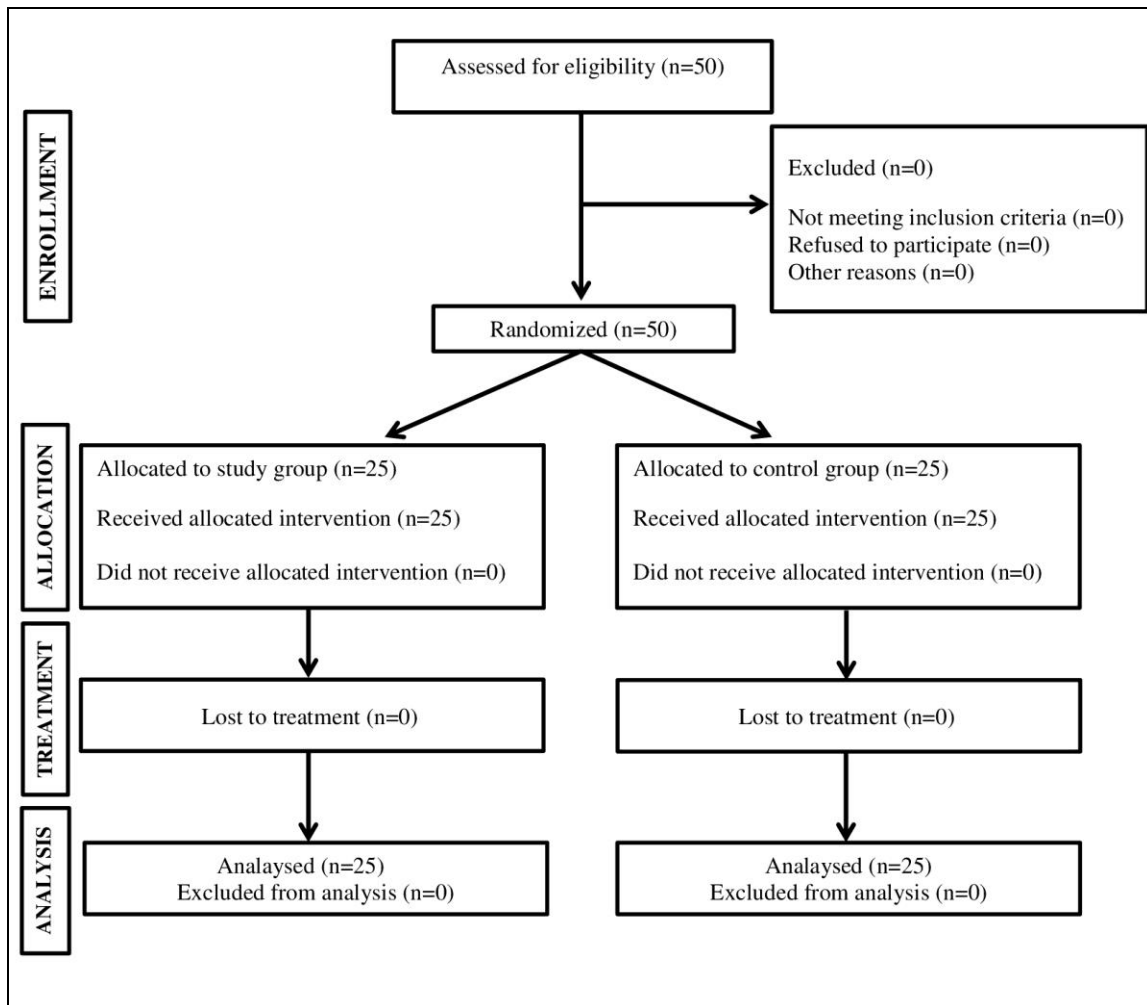 Assessed for eligibility (n=50)
ENROLLMENT
Excluded (n=0)
Not meeting inclusion criteria (n=0)
Refused to participate (n=0)
Other reasons (n=0)
Randomized (n=50)
ALLOCATION
Allocated to study group (n=25)
Received allocated intervention (n=25)
Did not receive allocated intervention (n=0)
Allocated to control group (n=25)
Received allocated intervention (n=25)
Did not receive allocated intervention (n=0)
TREATMENT
Lost to treatment (n=0)
Lost to treatment (n=0)
ANALYSIS
Analaysed (n=25)
Excluded from analysis (n=0)
Analaysed (n=25)
Excluded from analysis (n=0)